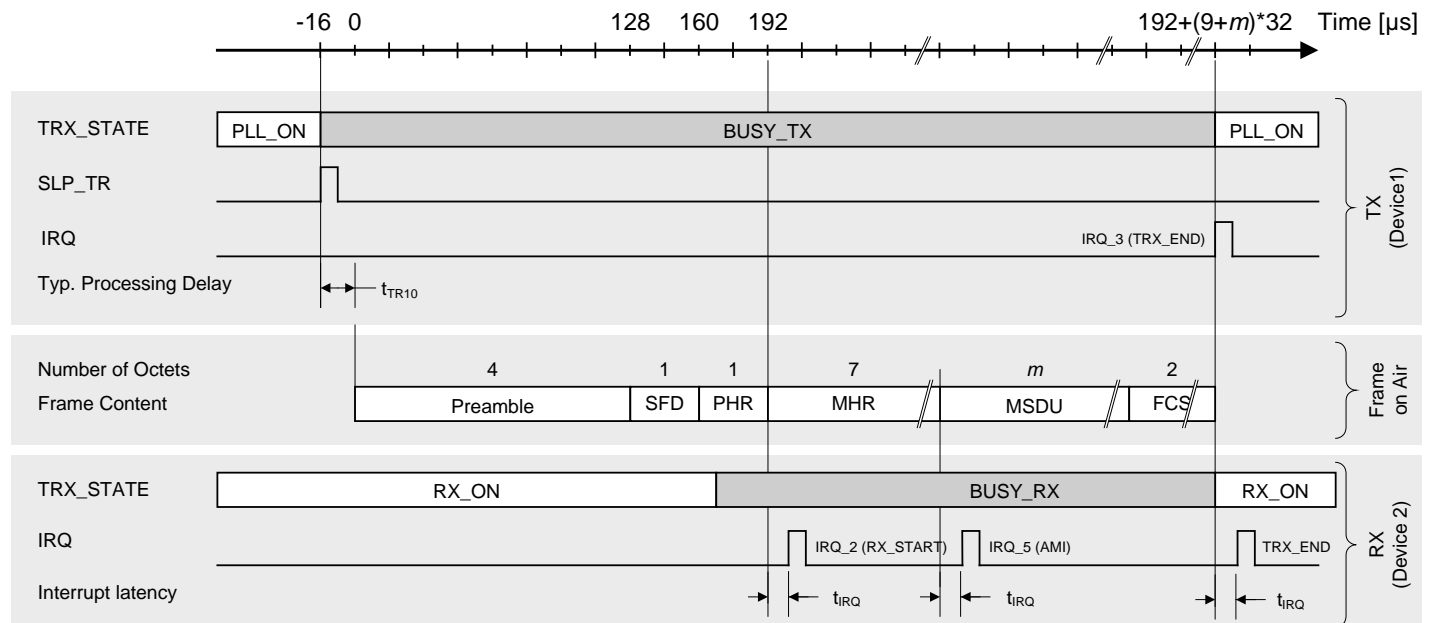 -16 0 128 160 192 192+(9+m)*32 Time [µs]
TRX_STATE PLL_ON BUSY_TX PLL_ON
SLP_TR
IRQ IRQ_3 (TRX_END)
Typ. Processing Delay tTR10
TX
(Device1)
Number of Octets 4 1 1 7 m 2
Frame Content Preamble SFD PHR MHR MSDU FCS
Frame
on Air
TRX_STATE RX_ON BUSY_RX RX_ON
IRQ IRQ_2 (RX_START) IRQ_5 (AMI) TRX_END
Interrupt latency tIRQ tIRQ tIRQ
RX
(Device 2)